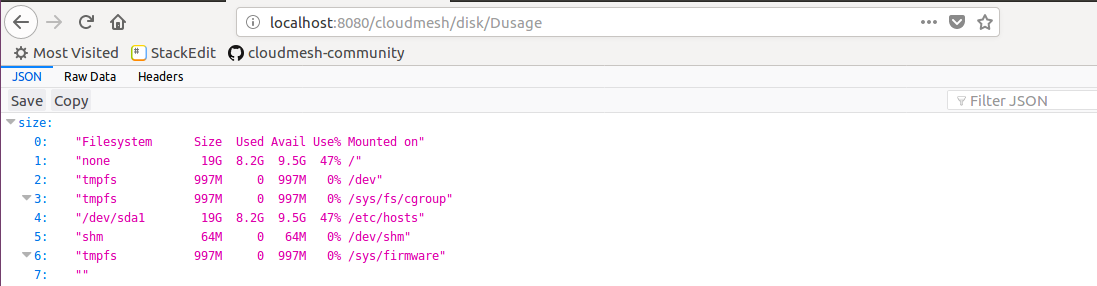 localhost:8080/cloudmesh/disk/Dusage
Most Visited StackEdit cloudmesh-community
JSON Raw Data Headers
Save Copy Filter JSON
size:
0: "Filesystem Size Used Avail Use% Mounted on"
1: "none 19G 8.2G 9.5G 47% /"
2: "tmpfs 997M 0 997M 0% /dev"
3: "tmpfs 997M 0 997M 0% /sys/fs/cgroup"
4: "/dev/sda1 19G 8.2G 9.5G 47% /etc/hosts"
5: "shm 64M 0 64M 0% /dev/shm"
6: "tmpfs 997M 0 997M 0% /sys/firmware"
7: ""